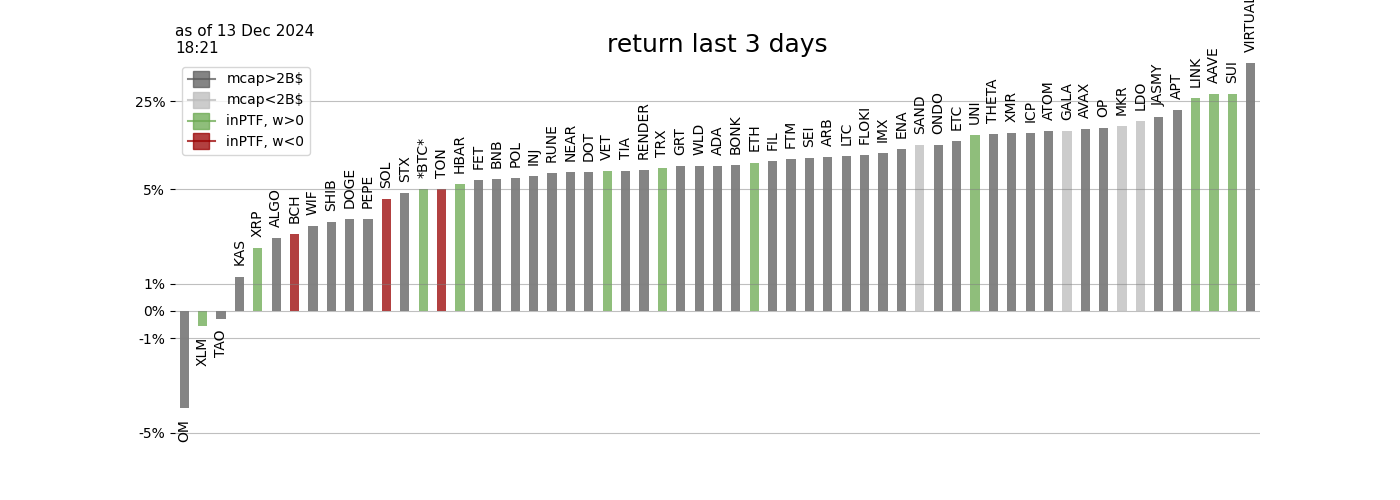 as of 13 Dec 2024
18:21
return last 3 days
mcap>2B$
mcap<2B$
inPTF, w>0
inPTF, w<0
25%
5%
1%
0%
-1%
-5%
OM
XLM
TAO
KAS
XRP
ALGO
BCH
WIF
SHIB
DOGE
PEPE
SOL
STX
*BTC*
TON
HBAR
FET
BNB
POL
INJ
RUNE
NEAR
DOT
VET
TIA
RENDER
TRX
GRT
WLD
ADA
BONK
ETH
FIL
FTM
SEI
ARB
LTC
FLOKI
IMX
ENA
SAND
ONDO
ETC
UNI
THETA
XMR
ICP
ATOM
GALA
AVAX
OP
MKR
LDO
JASMY
APT
LINK
AAVE
SUI
VIRTUAL